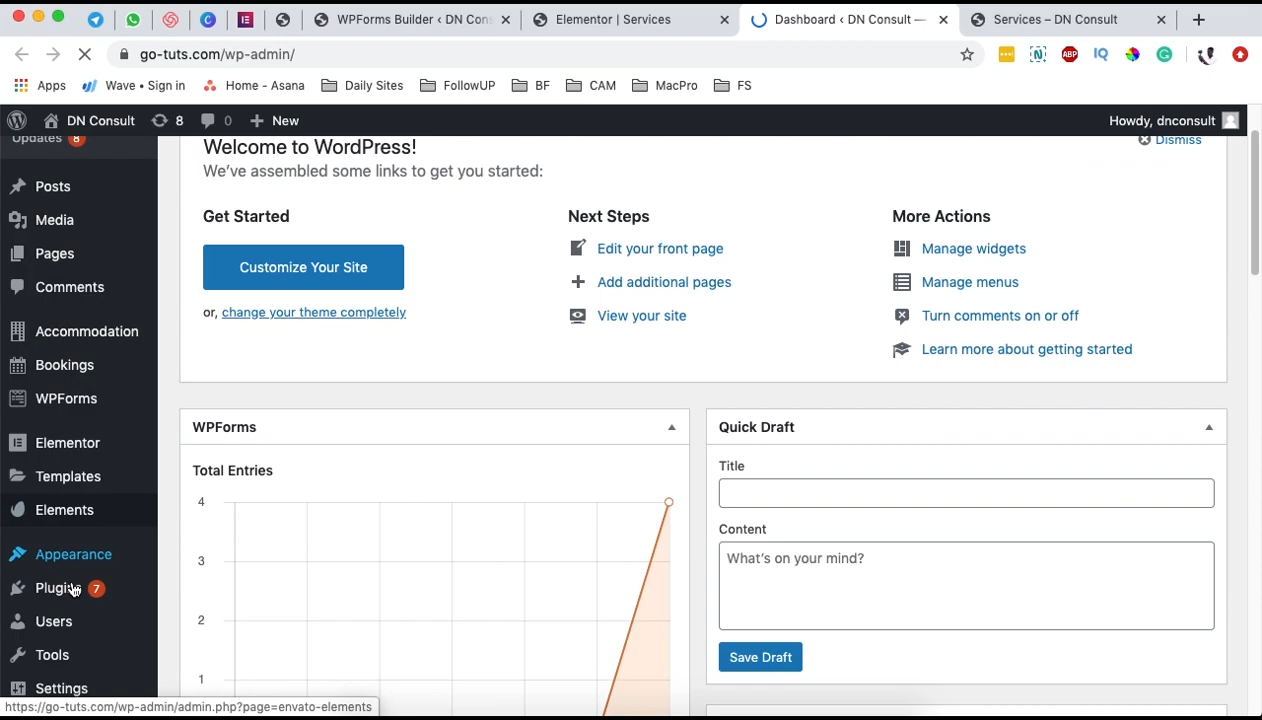 WPForms Builder < DN Cons
Elementor | Services
Dashboard < DN Consult —
Services – DN Consult
go-tuts.com/wp-admin/
Apps
Wave • Sign in
Home - Asana
Daily Sites
FollowUP
BF
CAM
MacPro
FS
DN Consult
8
0
New
Howdy, dnconsult
Updates 8
Posts
Media
Pages
Comments
Accommodation
Bookings
WPForms
Elementor
Templates
Elements
Appearance
Plugins 7
Users
Tools
Settings
Welcome to WordPress!
Dismiss
We've assembled some links to get you started:
Get Started
Customize Your Site
or, change your theme completely
Next Steps
Edit your front page
Add additional pages
View your site
More Actions
Manage widgets
Manage menus
Turn comments on or off
Learn more about getting started
WPForms
Total Entries
4
3
2
1
Quick Draft
Title
Content
What's on your mind?
Save Draft
https://go-tuts.com/wp-admin/admin.php?page=envato-elements